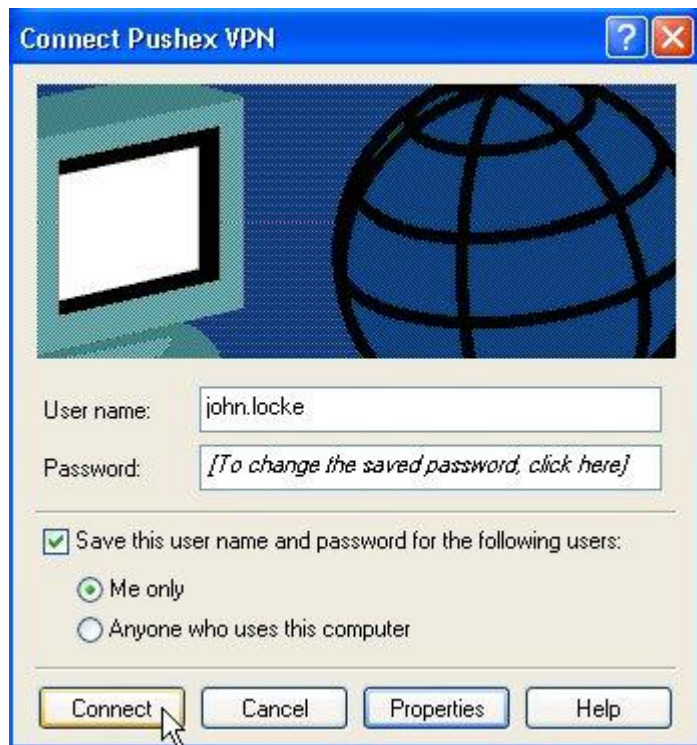 Connect Pushex VPN
User name: john.locke
Password: [To change the saved password, click here]
Save this user name and password for the following users:
Me only
Anyone who uses this computer
Connect Cancel Properties Help